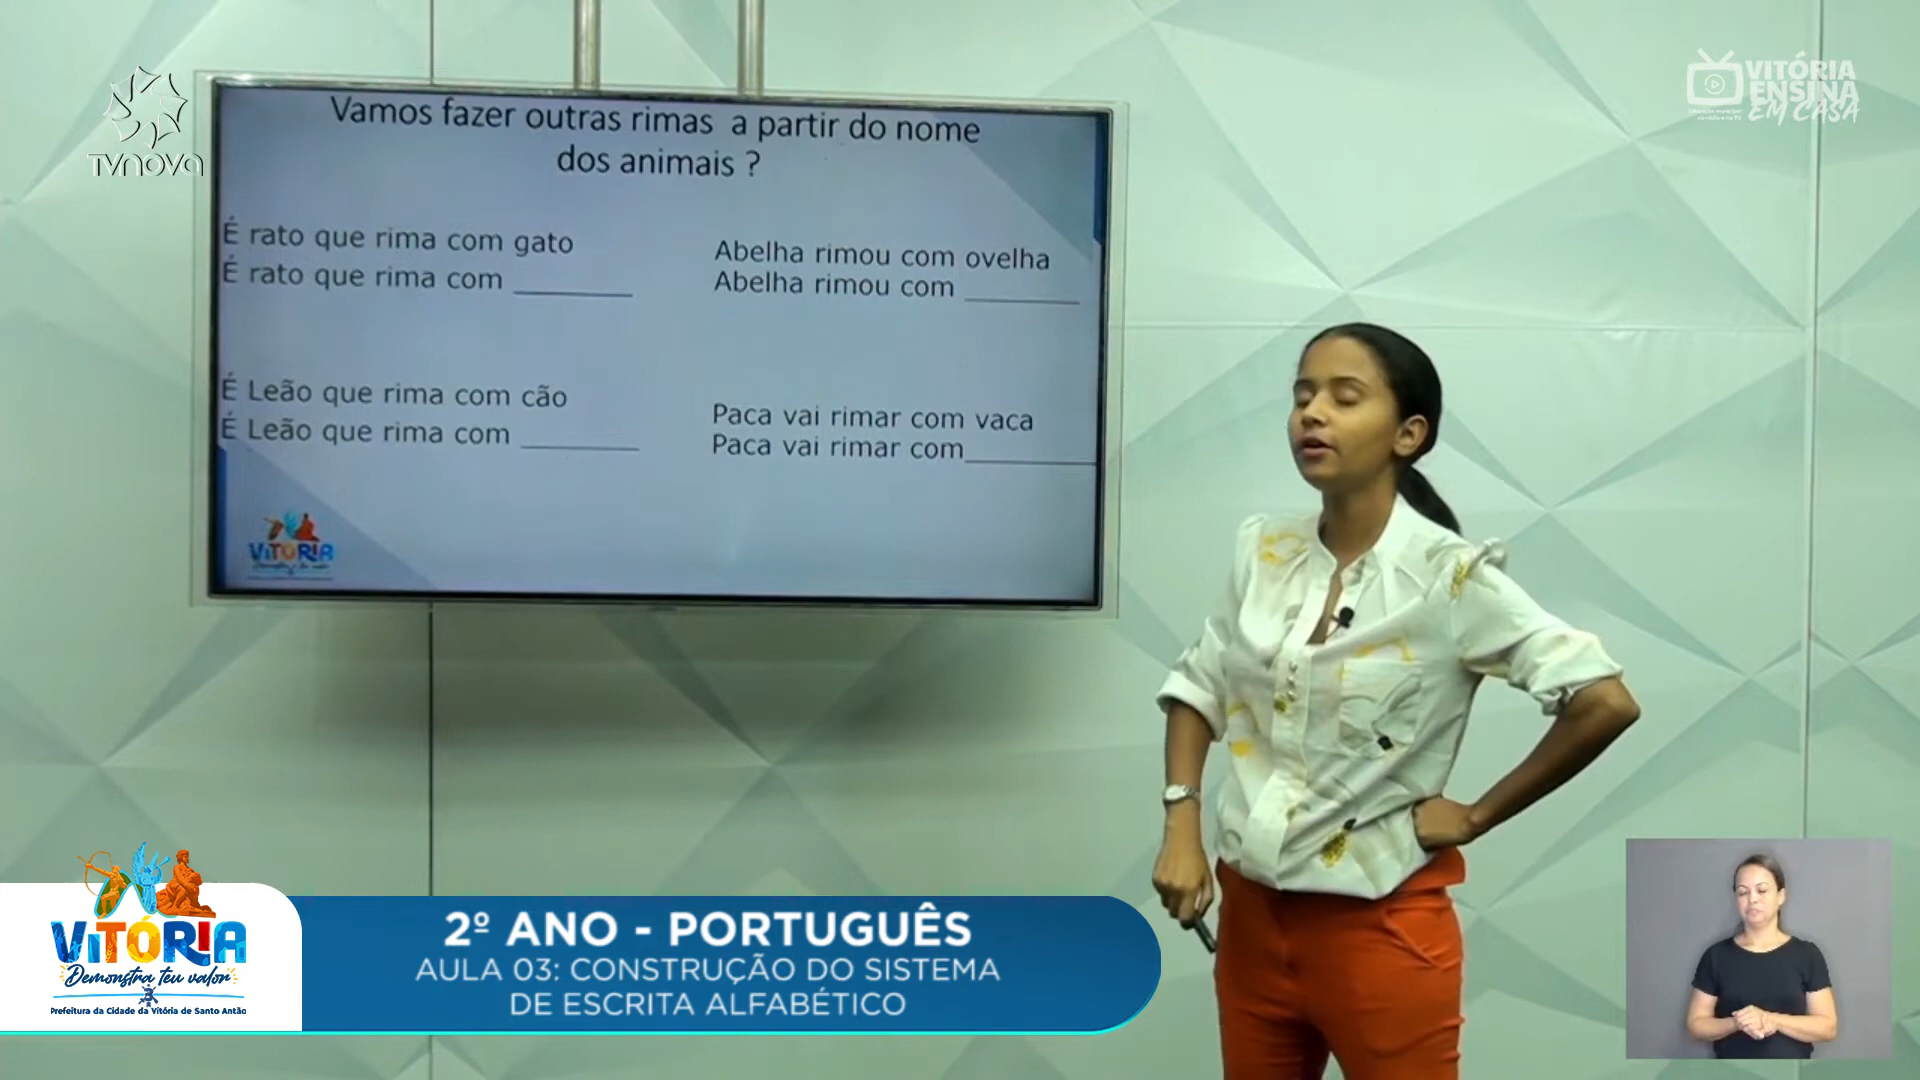 TVNOVA
VITÓRIA
ENSINA
EM CASA
Vamos fazer outras rimas a partir do nome
dos animais ?
É rato que rima com gato
É rato que rima com ________
É Leão que rima com cão
É Leão que rima com ________
Abelha rimou com ovelha
Abelha rimou com ________
Paca vai rimar com vaca
Paca vai rimar com_________
VITÓRIA
VITÓRIA
Demonstra teu valor
Prefeitura da Cidade da Vitória de Santo Antão
2º ANO - PORTUGUÊS
AULA 03: CONSTRUÇÃO DO SISTEMA
DE ESCRITA ALFABÉTICO